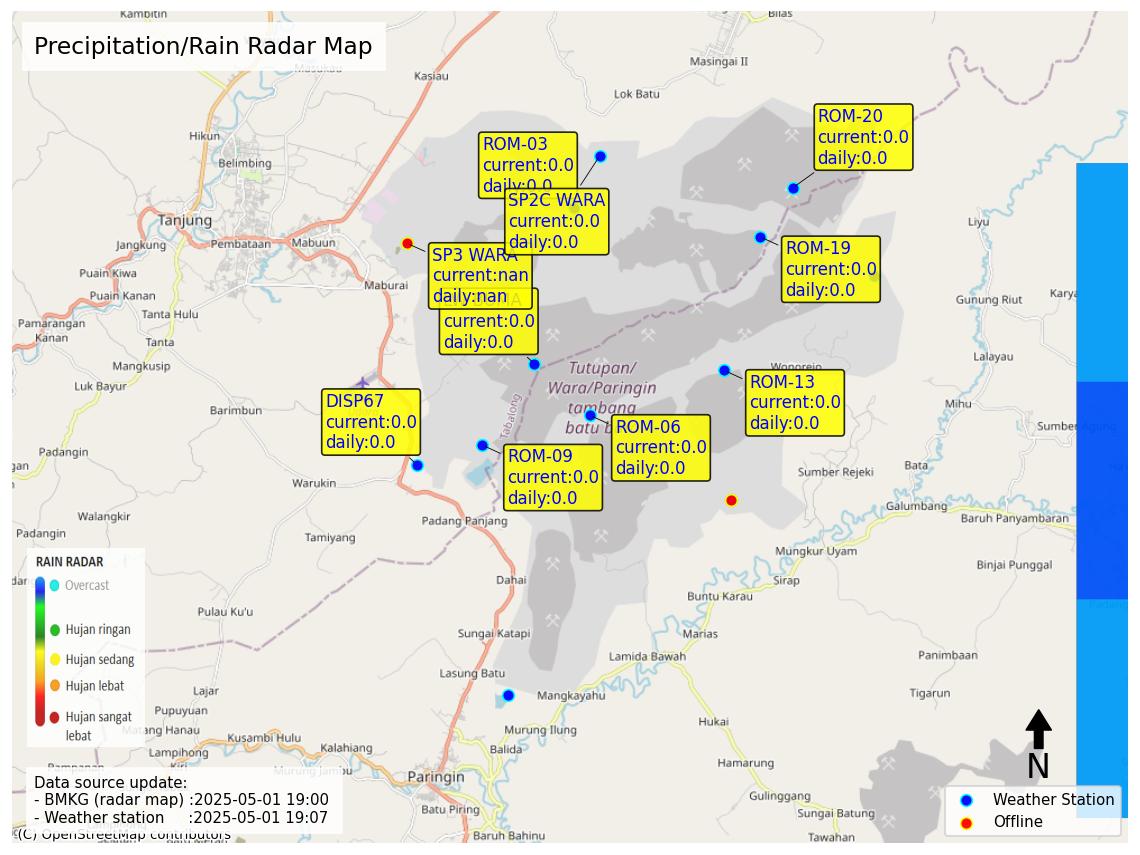 Precipitation/Rain Radar Map
Kambitin
Bilas
Masukau
Kasiau
Masingai II
Lok Batu
Hikun
Belimbing
Tanjung
Jangkung
Pembataan
Mabuun
Maburai
Puain Kiwa
Puain Kanan
Tanta Hulu
Pamarangan
Kanan
Tanta
Mangkusip
Luk Bayur
Barimbun
Liyu
Gunung Riut
Lalayau
Mihu
Wonorejo
ROM-03
current:0.0
daily:0.0
SP2C WARA
current:0.0
daily:0.0
ROM-20
current:0.0
daily:0.0
ROM-19
current:0.0
daily:0.0
SP3 WARA
current:nan
daily:nan
current:0.0
daily:0.0
Tutupan/
Wara/Paringin
tambang
batu
Tabalong
ROM-13
current:0.0
daily:0.0
DISP67
current:0.0
daily:0.0
ROM-06
current:0.0
daily:0.0
ROM-09
current:0.0
daily:0.0
Sumber Agung
Sumber Rejeki
Bata
Galumbang
Baruh Panyambaran
Warukin
Padang Panjang
Walangkir
Padangin
Tamiyang
Mungkur Uyam
Binjai Punggal
Sirap
Dahai
Buntu Karau
Pulau Ku'u
Sungai Katapi
Marias
Lamida Bawah
Panimbaan
Lasung Batu
Mangkayahu
Tigarun
Lajar
Pupuyuan
Matang Hanau
Murung Ilung
Hukai
Kusambi Hulu
Lampihong
Kalahiang
Balida
Hamarung
Murung Jambu
Paringin
Gulinggang
Batu Piring
Sungai Batung
Baruh Bahinu
Tawahan
RAIN RADAR
Overcast
Hujan ringan
Hujan sedang
Hujan lebat
Hujan sangat
lebat
Data source update:
- BMKG (radar map) :2025-05-01 19:00
- Weather station :2025-05-01 19:07
(C) OpenStreetMap contributors
N
Weather Station
Offline